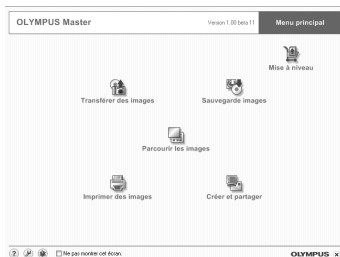 OLYMPUS Master
Version 1.00 beta 11
Menu principal
Mise à niveau
Transférer des images
Sauvegarde images
Parcourir les images
Imprimer des images
Créer et partager
Ne pas montrer cet écran.
OLYMPUS